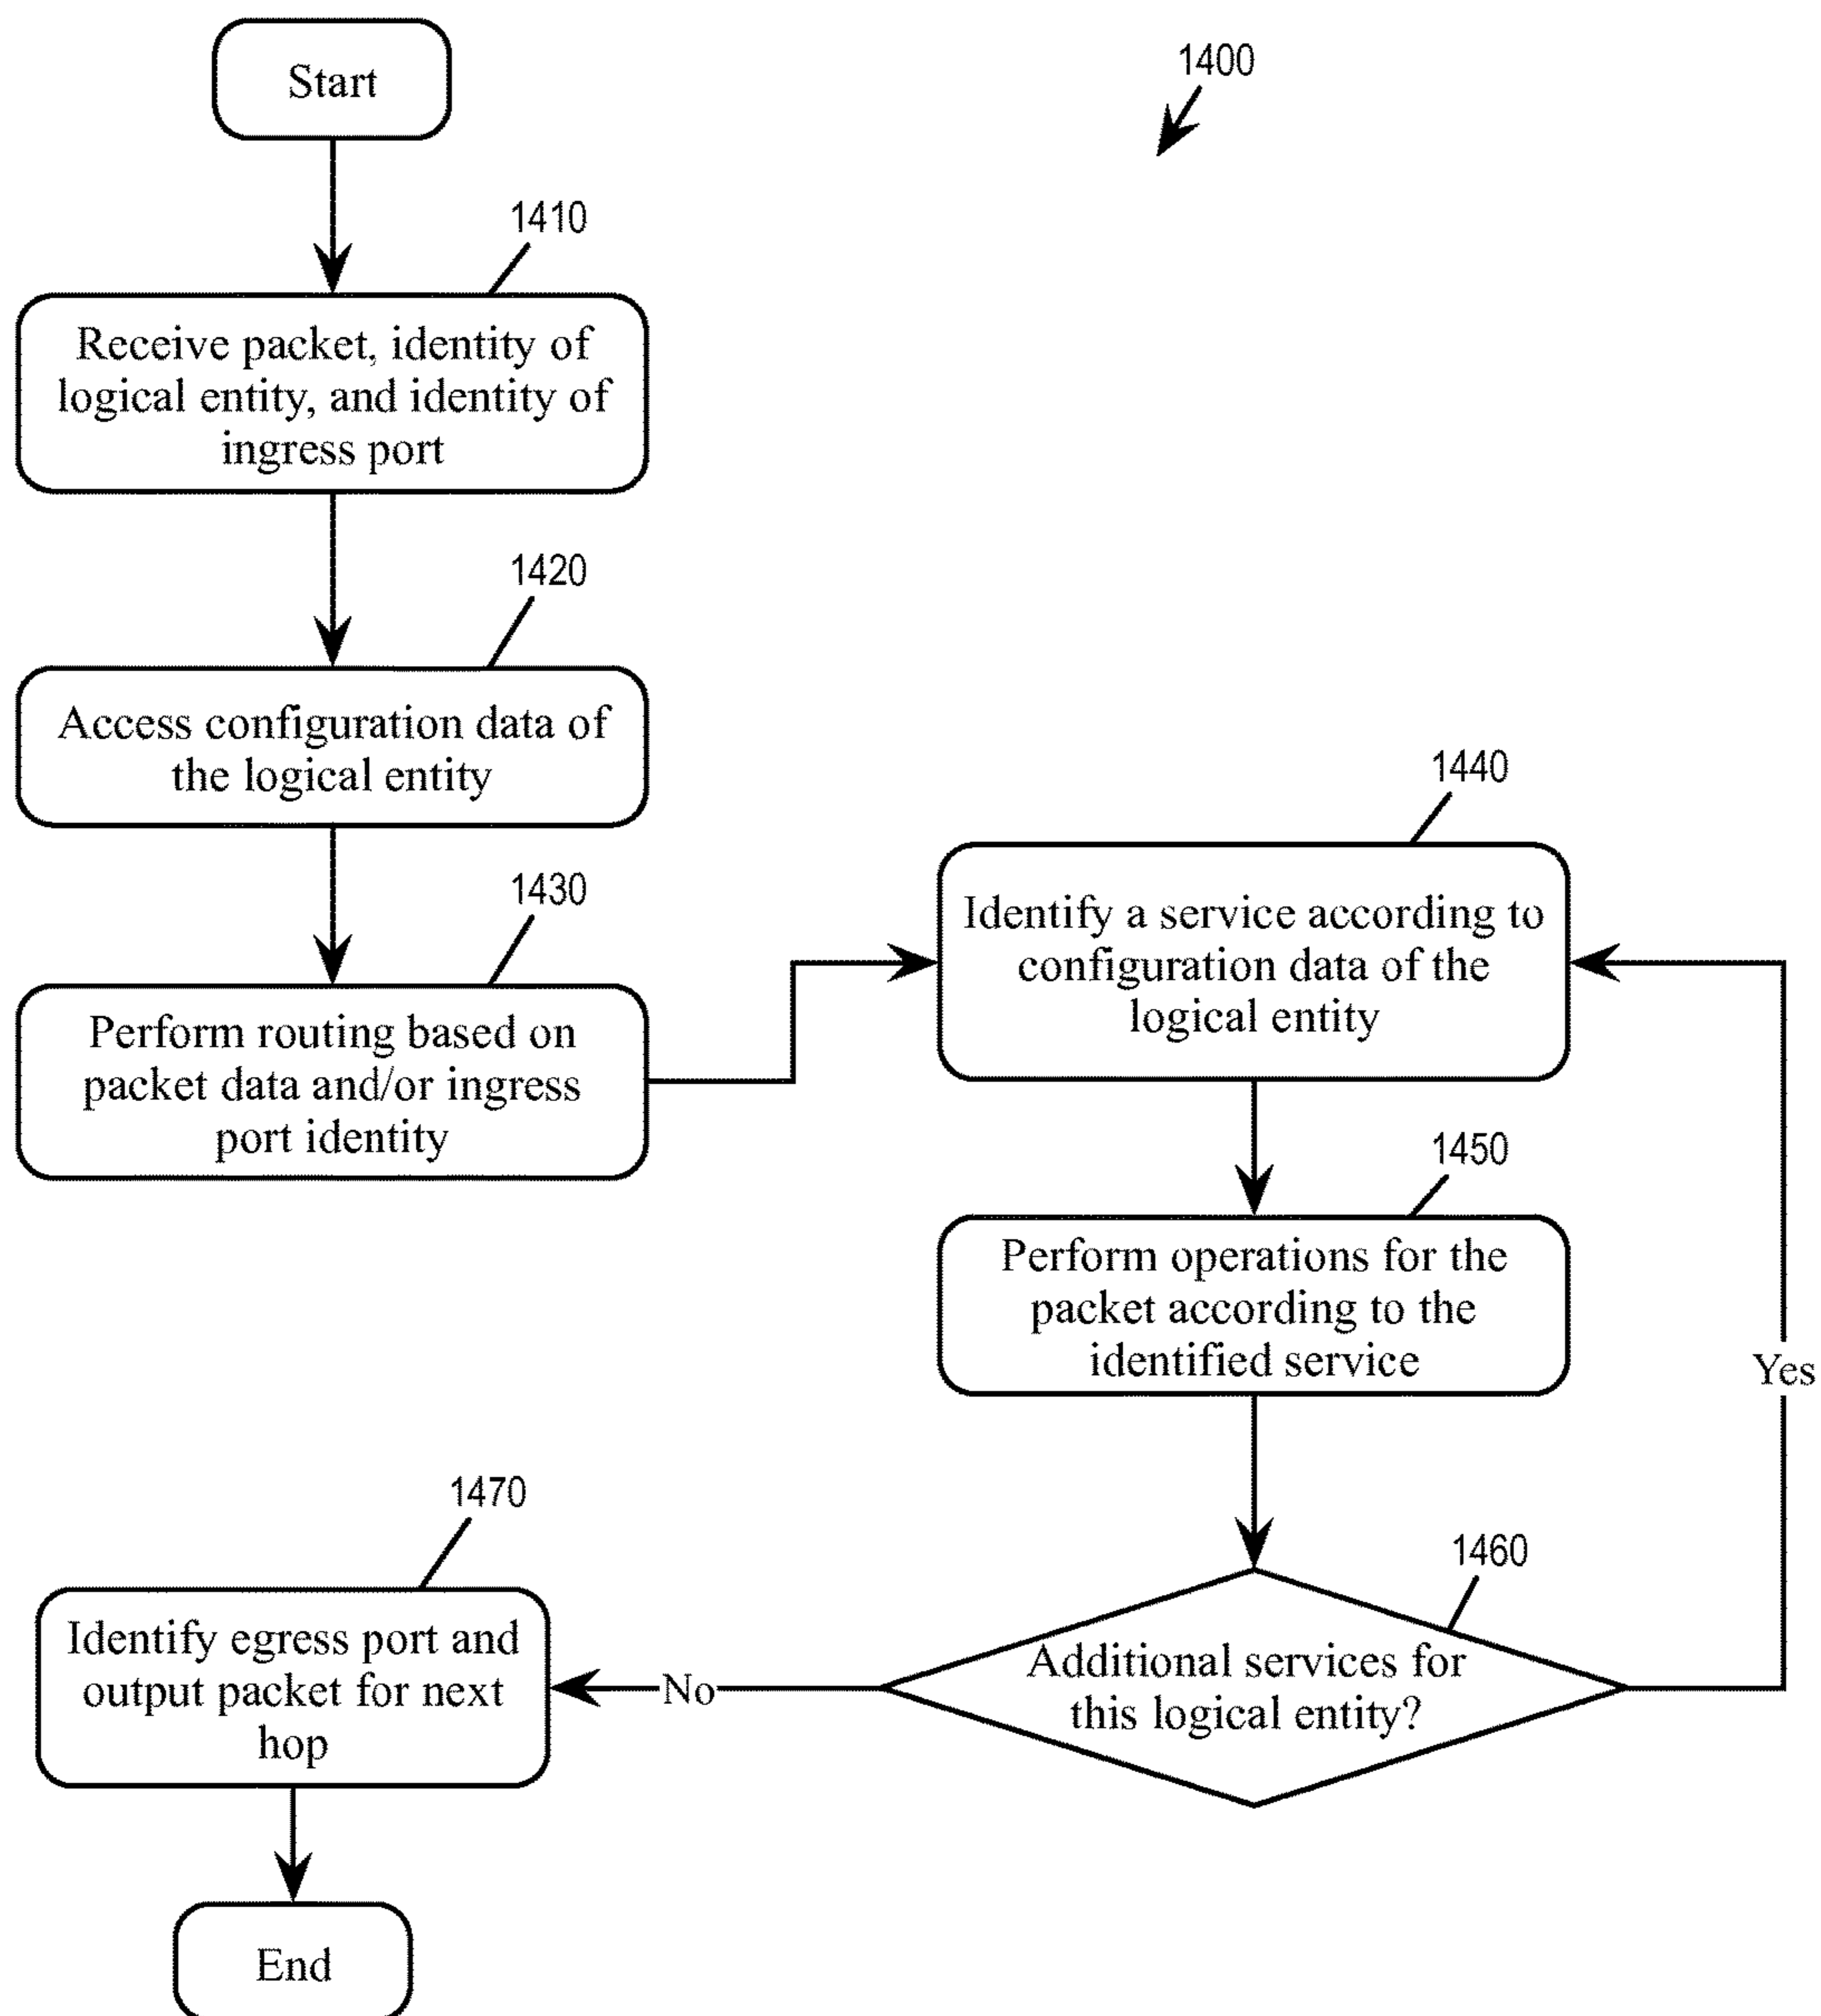 Start
1400
1410
Receive packet, identity of
logical entity, and identity of
ingress port
1420
Access configuration data of
the logical entity
1430
Perform routing based on
packet data and/or ingress
port identity
1440
Identify a service according to
configuration data of the
logical entity
1450
Perform operations for the
packet according to the
identified service
Yes
1460
Additional services for
this logical entity?
No
1470
Identify egress port and
output packet for next
hop
End